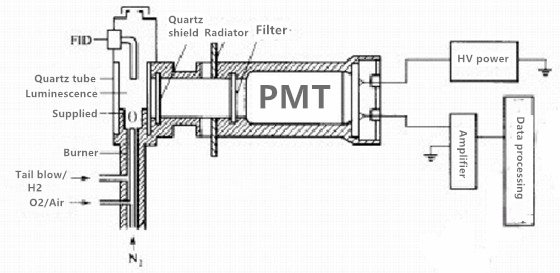 Quartz
shield Radiator Filter
FID
Quartz tube
Luminescence
Supplied
Burner
Tail blow/
H2
O2/Air
N2
PMT
HV power
Amplifier
Data processing